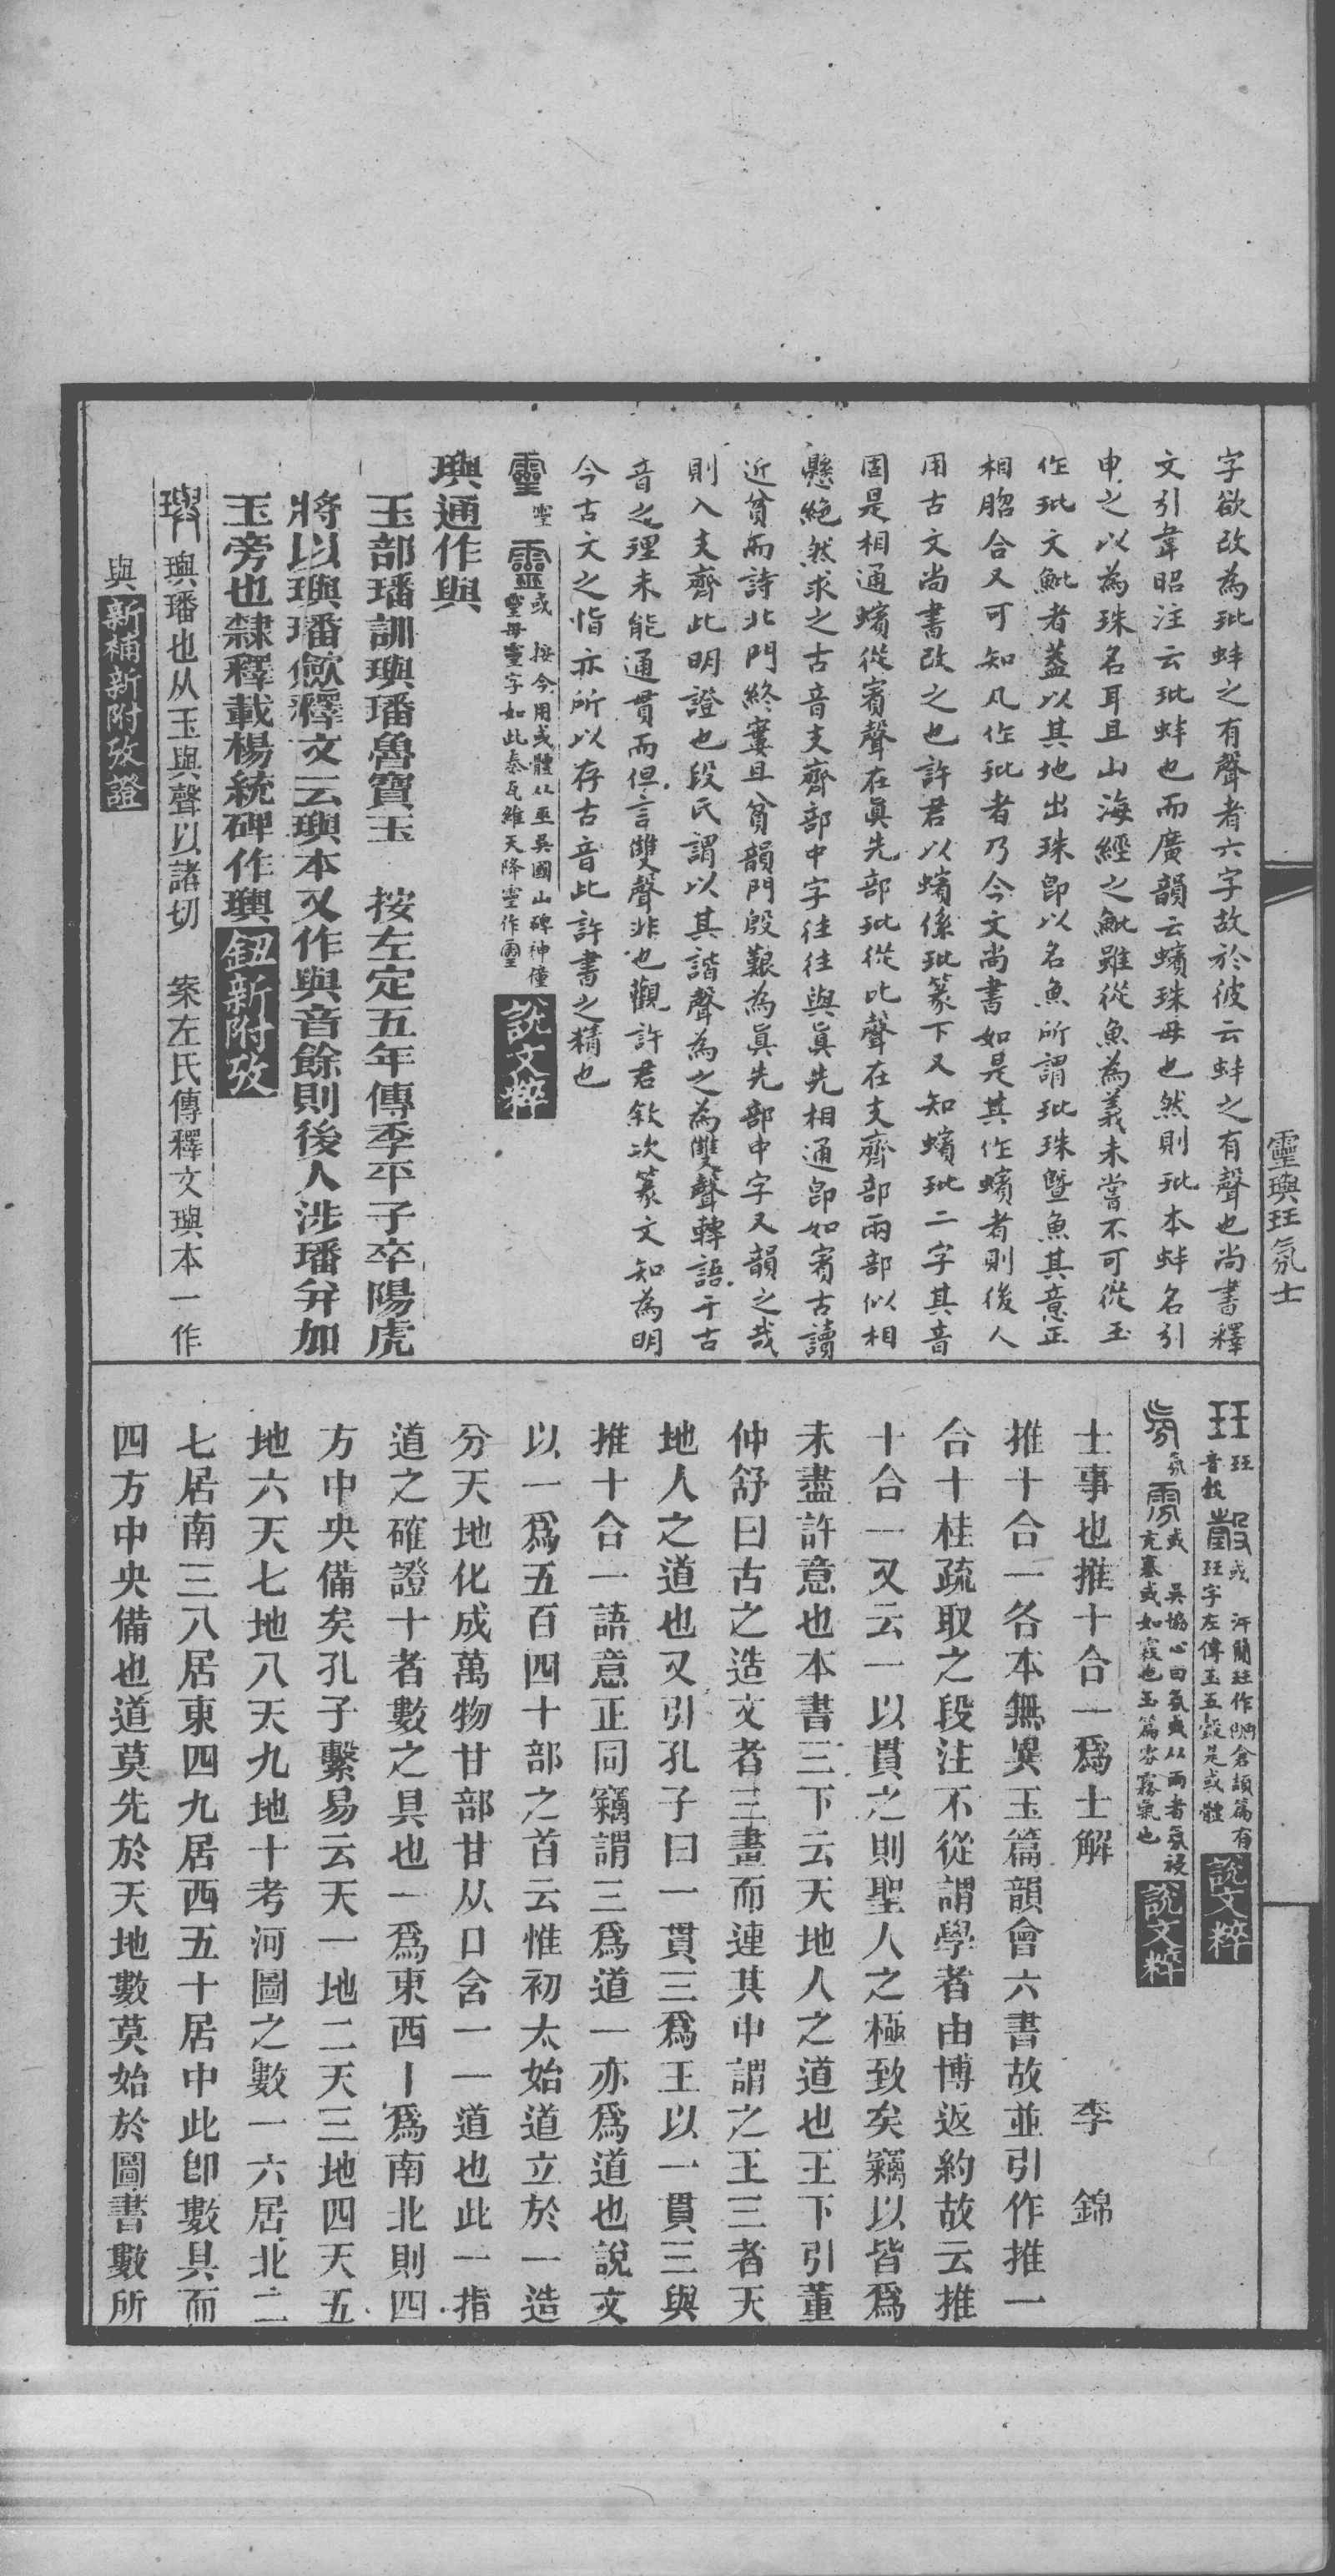 字欲改為玭蚌之有聲者六字故於彼云蚌之有聲也尚書釋
文引韋昭注云玭蚌也而廣韻云蠙珠母也然則玭本蚌名引
申之以為珠名耳且山海經之魮雖從魚為義未嘗不可從玉
作玭文魮者蓋以其地出珠即以名魚所謂玭珠暨魚其意正
相脗合又可知凡作玭者乃今文尚書如是其作蠙者則後人
用古文尚書改之也許君以蠙係玭篆下又知蠙玭二字其音
固是相通蠙從賓聲在眞先部玭從比聲在支齊部兩部似相
懸絕然求之古音支齊部中字往往與眞先相通即如賓古讀
近貧而詩北門終窶且貧韻門殷艱為眞先部中字又韻之哉
則入支齊此明證也段氏謂以其諧聲為之為雙聲轉語于古
音之理未能通貫而但言雙聲非也觀許君敘次篆文知為明
今古文之恉亦所以存古音此許書之精也
靈 靈 靈 或 按今用或體从巫吳國山碑神僮
靈毋靈字如此秦瓦維天降靈作靈 說文粹
璵通作與
玉部璠訓璵璠魯寶玉 按左定五年傳季平子卒陽虎
將以璵璠斂釋文云璵本又作與音餘則後人涉璠弁加
玉旁也隸釋載楊統碑作璵 鈕新附攷
璵 璵璠也从玉與聲以諸切 案左氏傳釋文璵本一作
與 新補新附攷證
靈璵玨氛士
玨 玨 瑴 或 汗簡玨作 倉頡篇有
音瑴 玨字左傳玉五瑴是或體 說文粹
氛 氛 雰 或 吳協心曰氛或从雨者氛祲
充塞或如霧也玉篇雰霧氣也 說文粹
士事也推十合一爲士解 李 錦
推十合一各本無異玉篇韻會六書故並引作推一
合十桂疏取之段注不從謂學者由博返約故云推
十合一又云一以貫之則聖人之極致矣竊以皆爲
未盡許意也本書三下云天地人之道也王下引董
仲舒曰古之造文者三畫而連其中謂之王三者天
地人之道也又引孔子曰一貫三爲王以一貫三與
推十合一語意正同竊謂三爲道一亦爲道也說文
以一爲五百四十部之首云惟初太始道立於一造
分天地化成萬物甘部甘从口含一一道也此一指
道之確證十者數之具也一爲東西丨爲南北則四
方中央備矣孔子繫易云天一地二天三地四天五
地六天七地八天九地十考河圖之數一六居北二
七居南三八居東四九居西五十居中此即數具而
四方中央備也道莫先於天地數莫始於圖書數所